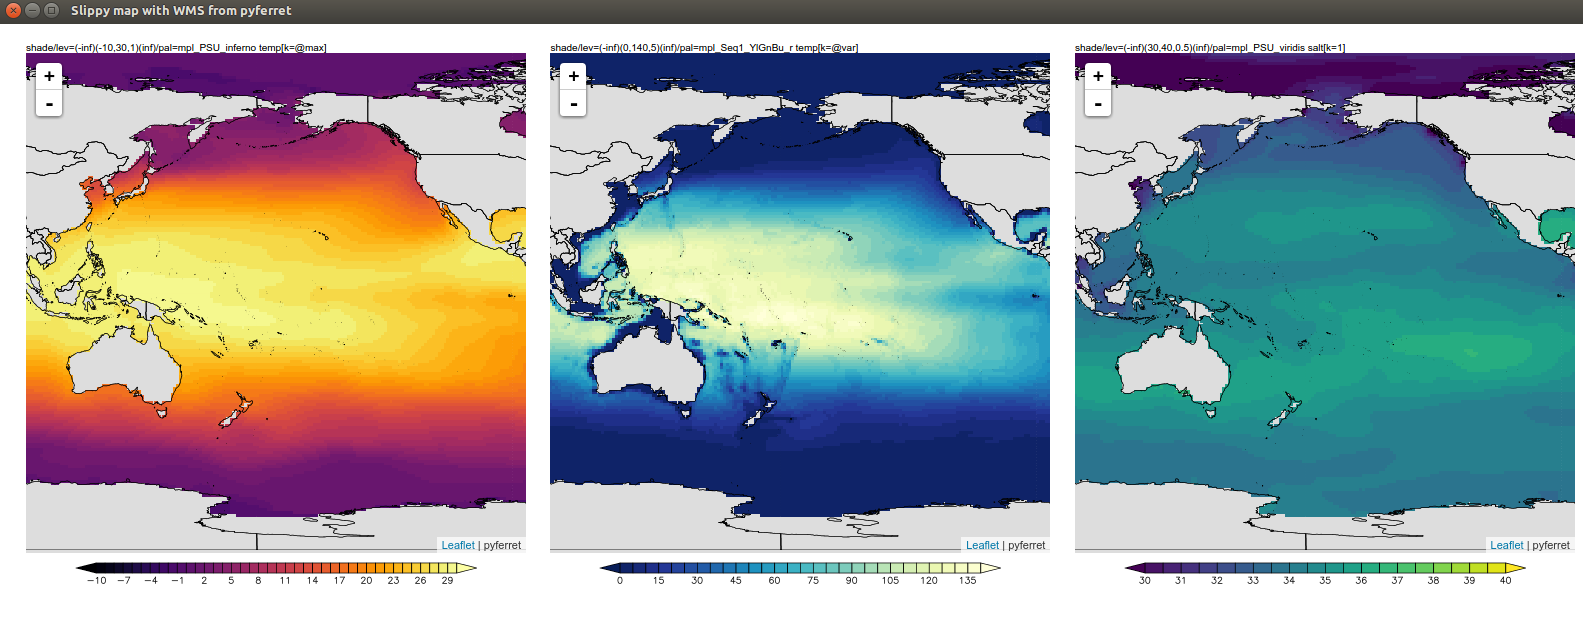 Slippy map with WMS from pyferret
shade/lev=(-inf)(-10,30,1)(inf)/pal=mpl_PSU_inferno temp[k=@max]
+
-
Leaflet | pyferret
−10 −7 −4 −1 2 5 8 11 14 17 20 23 26 29
shade/lev=(-inf)(0,140,5)(inf)/pal=mpl_Seq1_YlGnBu_r temp[k=@var]
+
-
Leaflet | pyferret
0 15 30 45 60 75 90 105 120 135
shade/lev=(-inf)(30,40,0.5)(inf)/pal=mpl_PSU_viridis salt[k=1]
+
-
Leaflet | pyferret
30 31 32 33 34 35 36 37 38 39 40